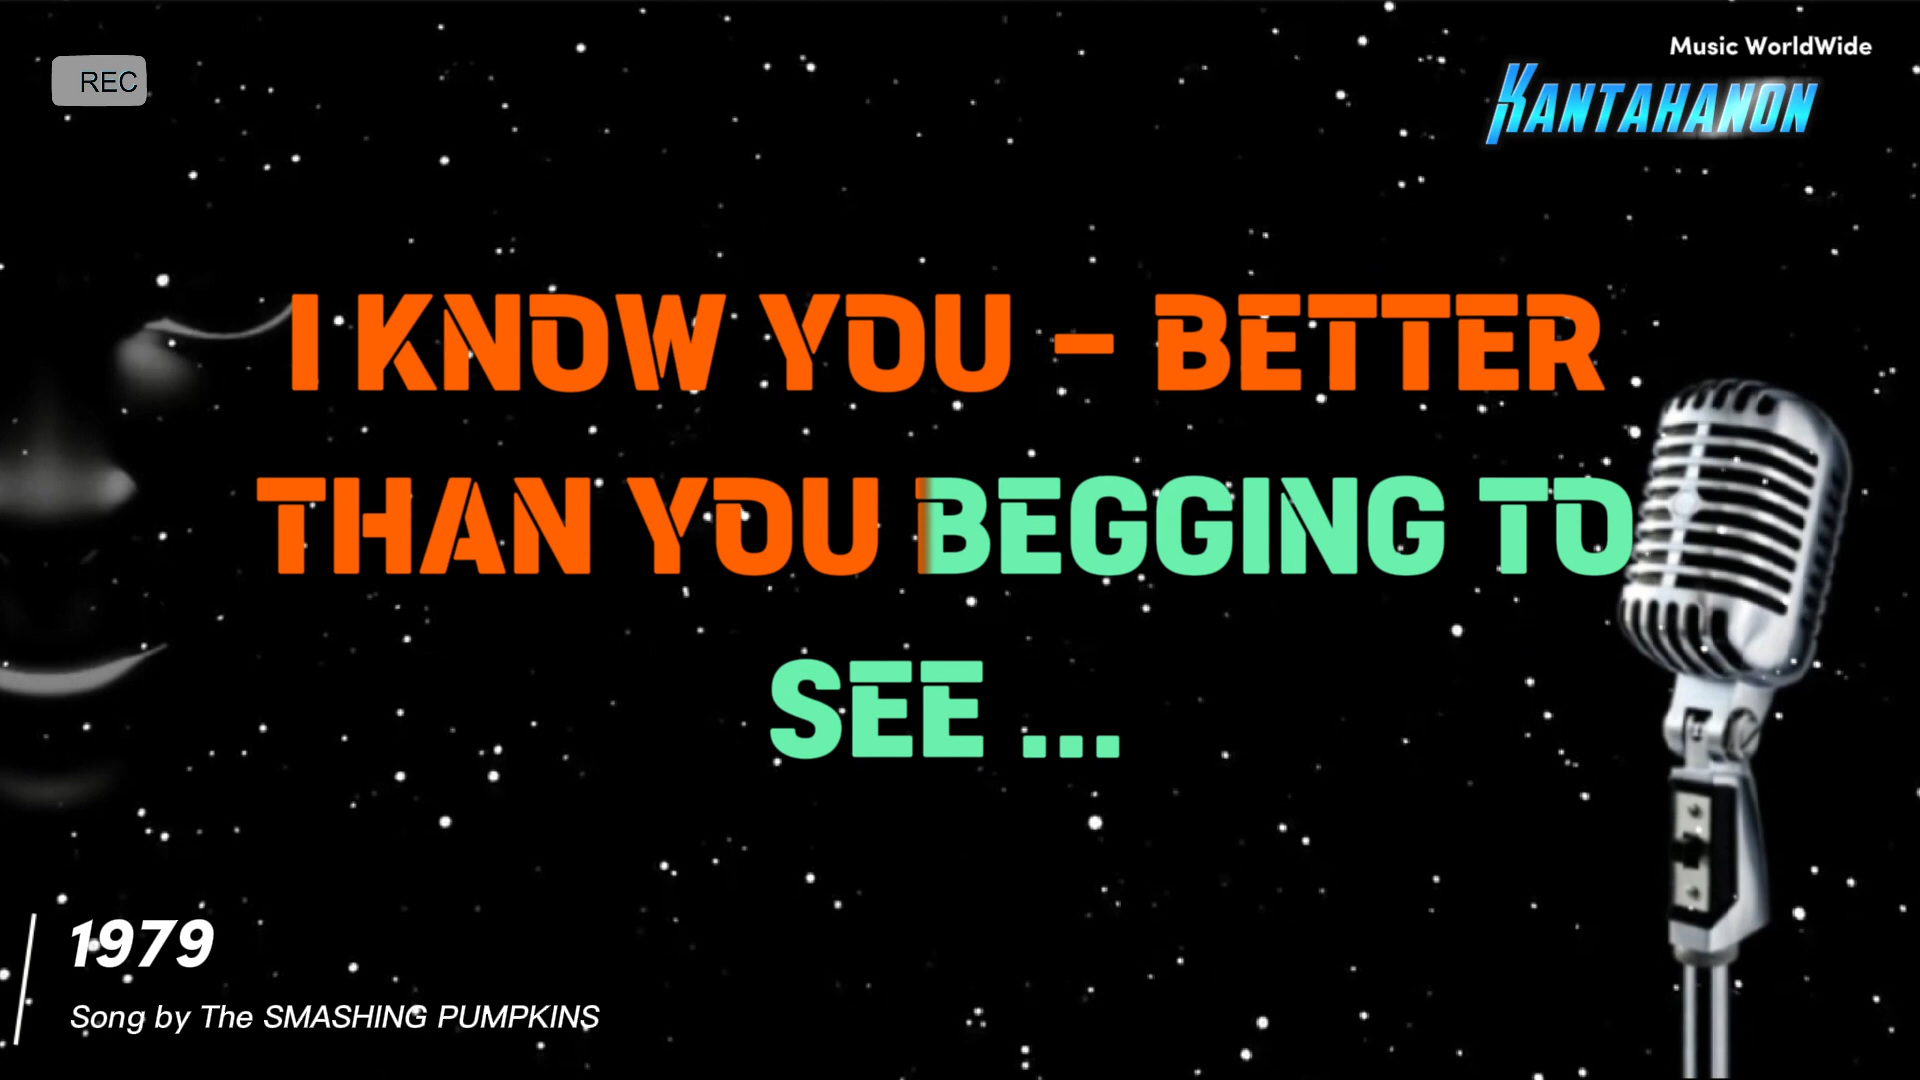 REC
Music WorldWide
KANTAHANON
I KNOW YOU - BETTER
THAN YOU BEGGING TO
SEE ...
1979
Song by The SMASHING PUMPKINS